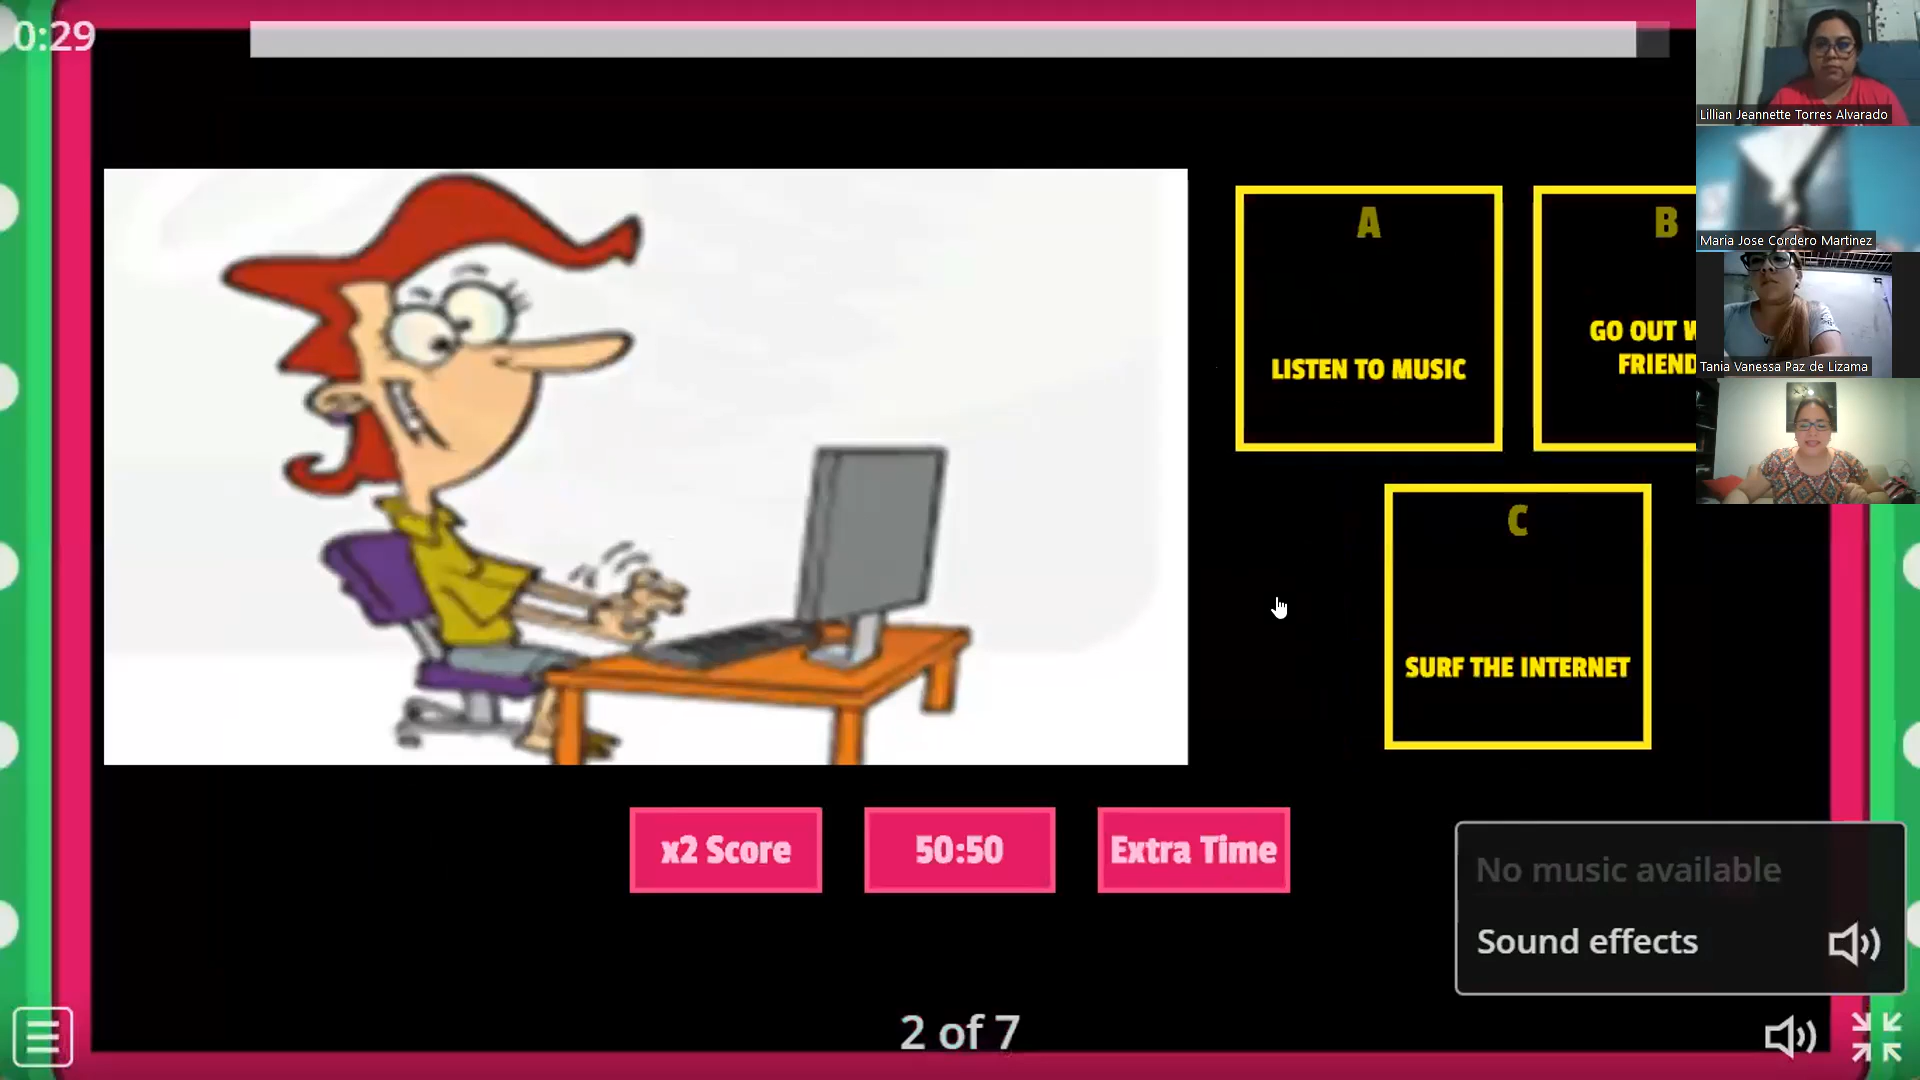 0:29
Lillian Jeannette Torres Alvarado
A
B
Maria Jose Cordero Martinez
GO OUT
FRIEND
LISTEN TO MUSIC
Tania Vanessa Paz de Lizama
C
SURF THE INTERNET
x2 Score
50:50
Extra Time
No music available
Sound effects
2 of 7